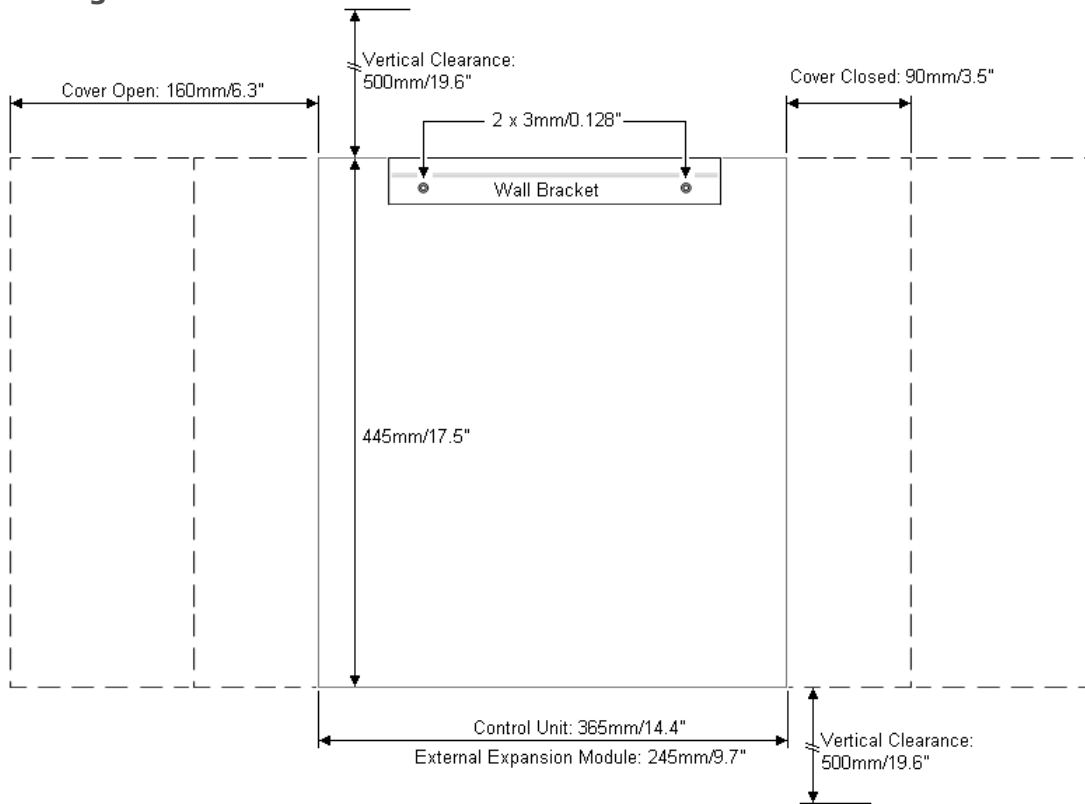 Vertical Clearance:
500mm/19.6"
Cover Open: 160mm/6.3"
Cover Closed: 90mm/3.5"
2 x 3mm/0.128"
Wall Bracket
445mm/17.5"
Control Unit: 365mm/14.4"
External Expansion Module: 245mm/9.7"
Vertical Clearance:
500mm/19.6"